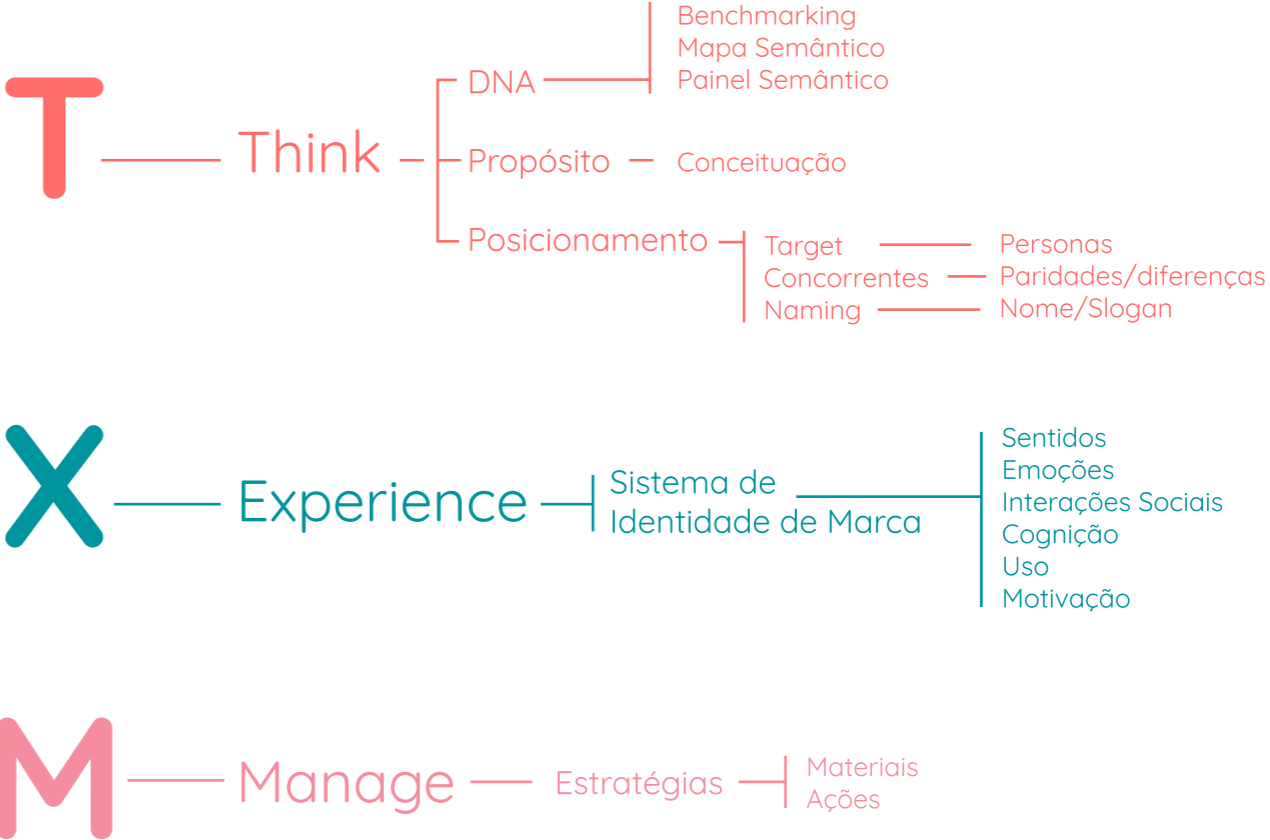 T
Think
DNA
Benchmarking
Mapa Semântico
Painel Semântico
Propósito
Conceituação
Posicionamento
Target
Personas
Concorrentes
Paridades/diferenças
Naming
Nome/Slogan
X
Experience
Sistema de
Identidade de Marca
Sentidos
Emoções
Interações Sociais
Cognição
Uso
Motivação
M
Manage
Estratégias
Materiais
Ações